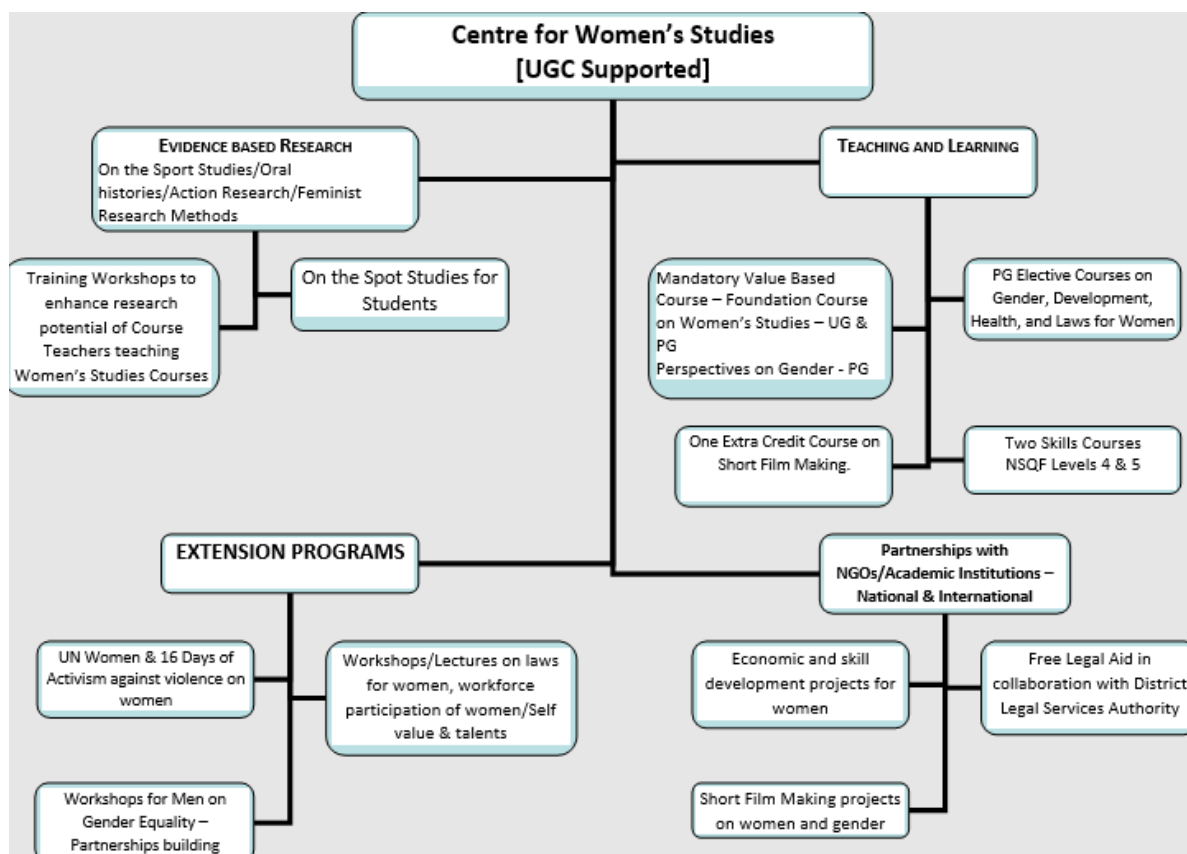 Centre for Women's Studies
[UGC Supported]
EVIDENCE BASED RESEARCH
On the Sport Studies/Oral
histories/Action Research/Feminist
Research Methods
TEACHING AND LEARNING
Training Workshops to
enhance research
potential of Course
Teachers teaching
Women's Studies Courses
On the Spot Studies for
Students
Mandatory Value Based
Course – Foundation Course
on Women's Studies – UG &
PG
Perspectives on Gender - PG
PG Elective Courses on
Gender, Development,
Health, and Laws for Women
One Extra Credit Course on
Short Film Making.
Two Skills Courses
NSQF Levels 4 & 5
EXTENSION PROGRAMS
Partnerships with
NGOs/Academic Institutions –
National & International
UN Women & 16 Days of
Activism against violence on
women
Workshops/Lectures on laws
for women, workforce
participation of women/Self
value & talents
Economic and skill
development projects for
women
Free Legal Aid in
collaboration with District
Legal Services Authority
Workshops for Men on
Gender Equality –
Partnerships building
Short Film Making projects
on women and gender